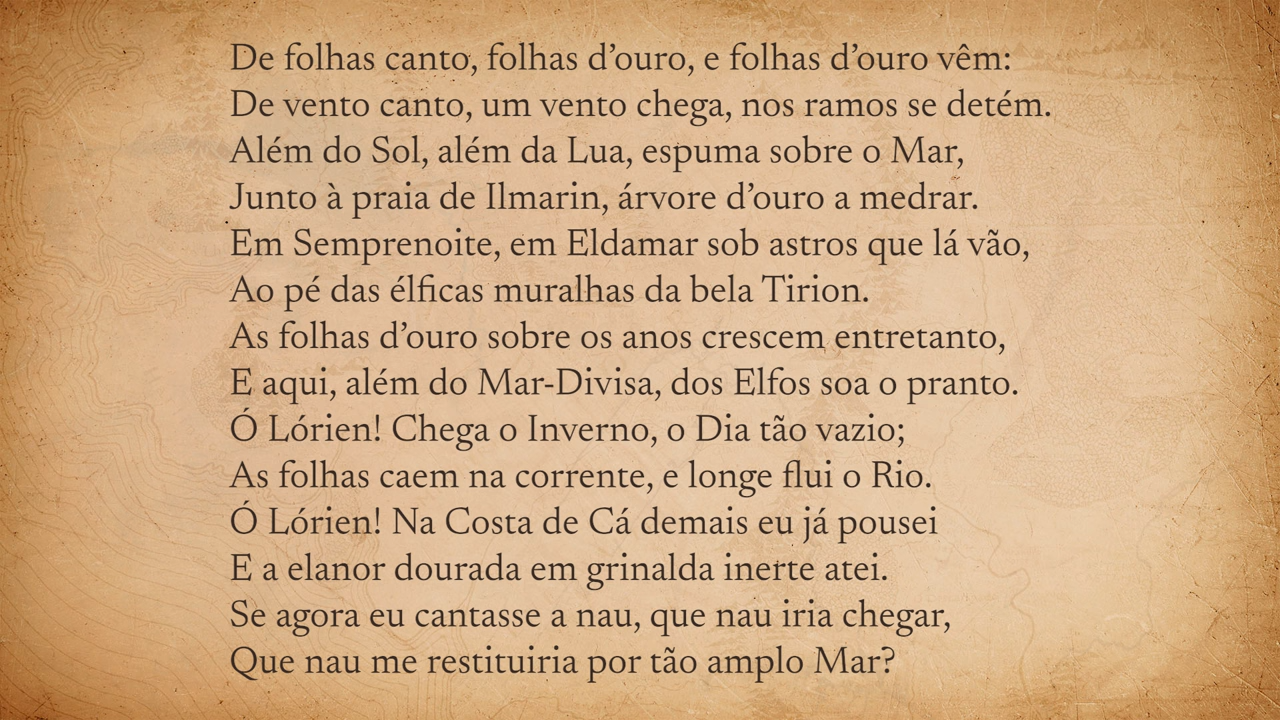 De folhas canto, folhas d’ouro, e folhas d’ouro vêm:
De vento canto, um vento chega, nos ramos se detém.
Além do Sol, além da Lua, espuma sobre o Mar,
Junto à praia de Ilmarin, árvore d’ouro a medrar.
Em Semprenoite, em Eldamar sob astros que lá vão,
Ao pé das élficas muralhas da bela Tirion.
As folhas d’ouro sobre os anos crescem entretanto,
E aqui, além do Mar-Divisa, dos Elfos soa o pranto.
Ó Lórien! Chega o Inverno, o Dia tão vazio;
As folhas caem na corrente, e longe flui o Rio.
Ó Lórien! Na Costa de Cá demais eu já pousei
E a elanor dourada em grinalda inerte atei.
Se agora eu cantasse a nau, que nau iria chegar,
Que nau me restituiria por tão amplo Mar?